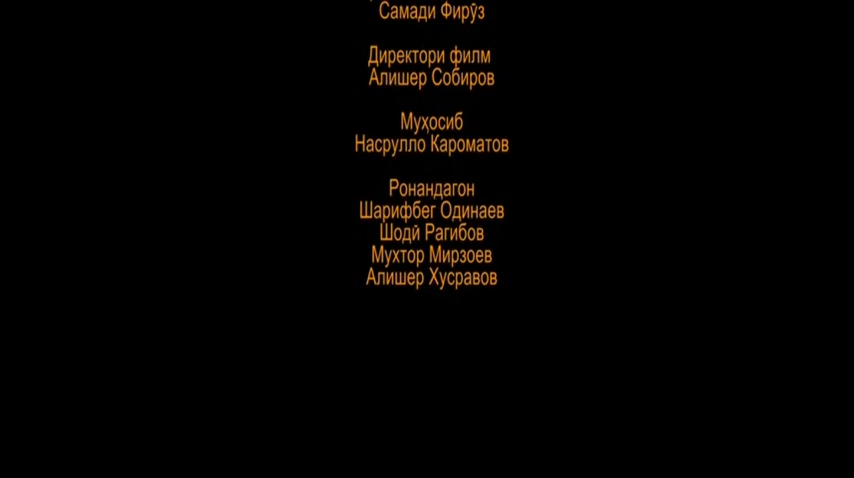 Самади Фирӯз
Директори филм
Алишер Собиров
Муҳосиб
Насрулло Кароматов
Ронандагон
Шарифбег Одинаев
Шодӣ Рагибов
Мухтор Мирзоев
Алишер Хусравов